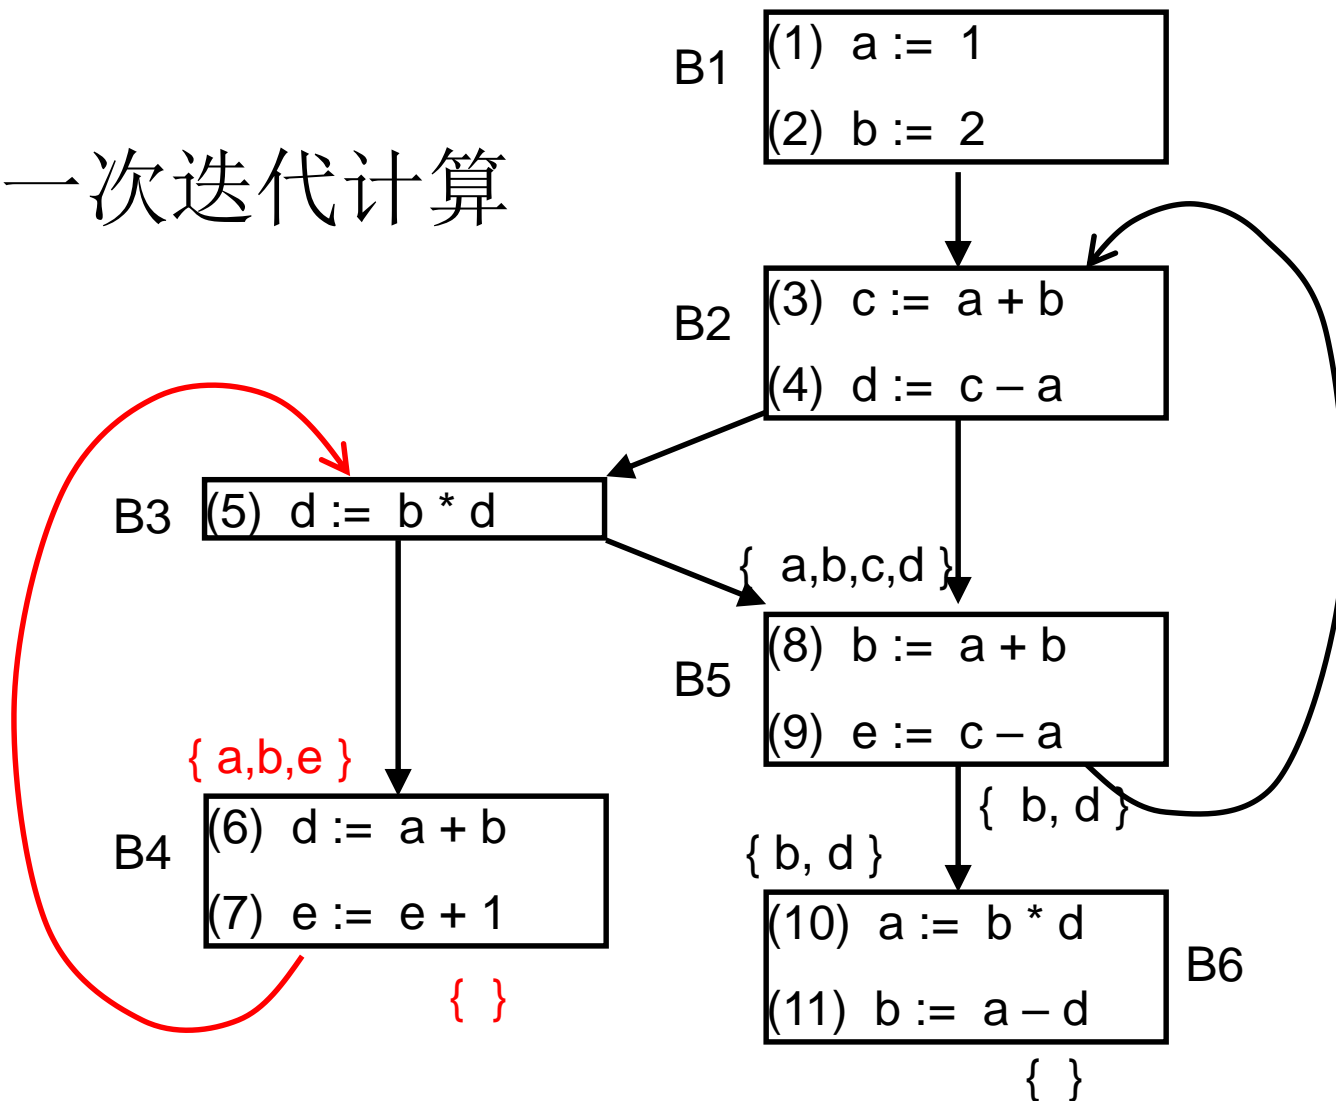 一次迭代计算
B1
(1) a := 1
(2) b := 2
B2
(3) c := a + b
(4) d := c – a
B3
(5) d := b * d
{ a,b,c,d }
B5
(8) b := a + b
(9) e := c – a
{ b, d }
{ a,b,e }
B4
(6) d := a + b
(7) e := e + 1
{ }
{ b, d }
(10) a := b * d
(11) b := a – d
B6
{ }